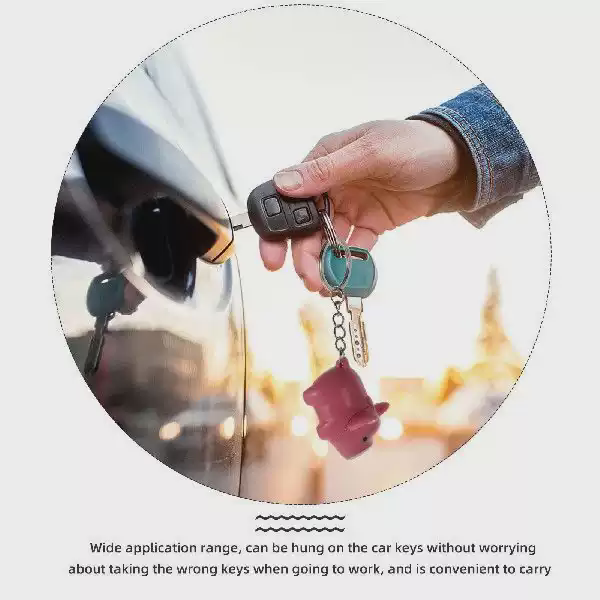 Wide application range, can be hung on the car keys without worrying
about taking the wrong keys when going to work, and is convenient to carry